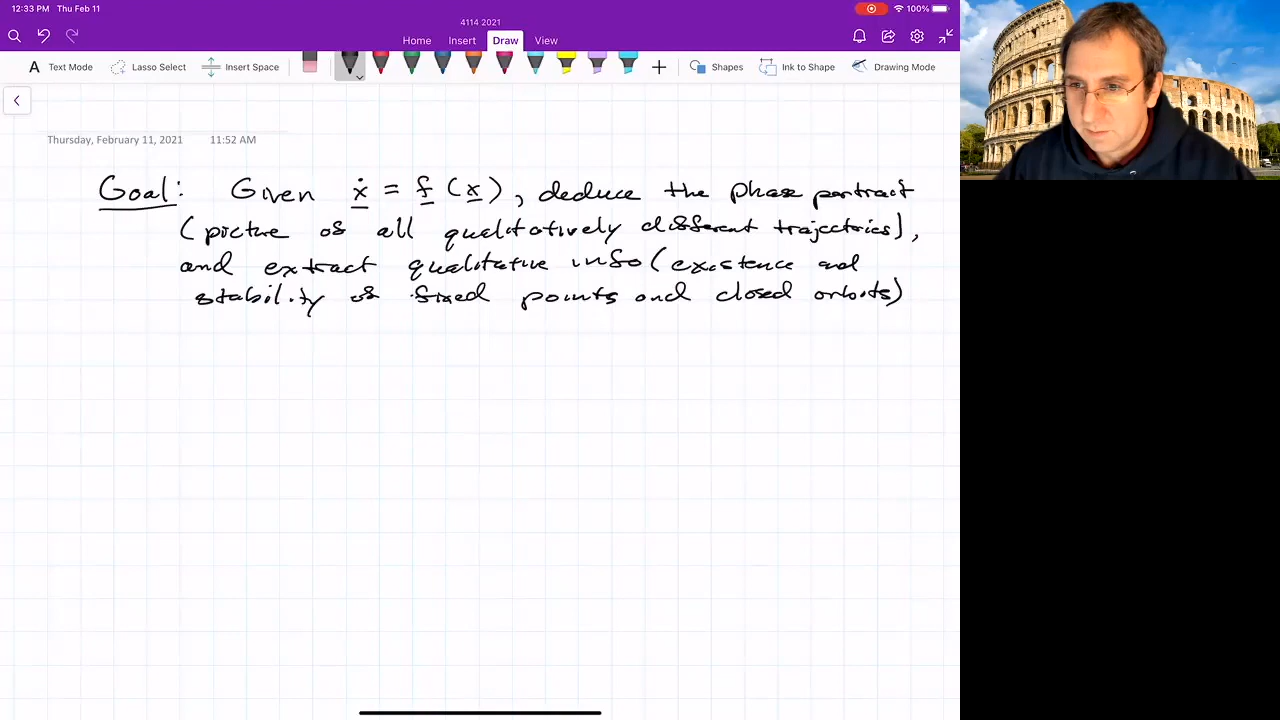 12:33 PM Thu Feb 11
100%
4114 2021
Home Insert Draw View
A Text Mode Lasso Select Insert Space Shapes Ink to Shape Drawing Mode
Thursday, February 11, 2021 11:52 AM
Goal: Given ẋ = f(x), deduce the phase portract
(picture of all qualitatively different trajectories),
and extract qualitative info (existence and
stability of fixed points and closed orbits)